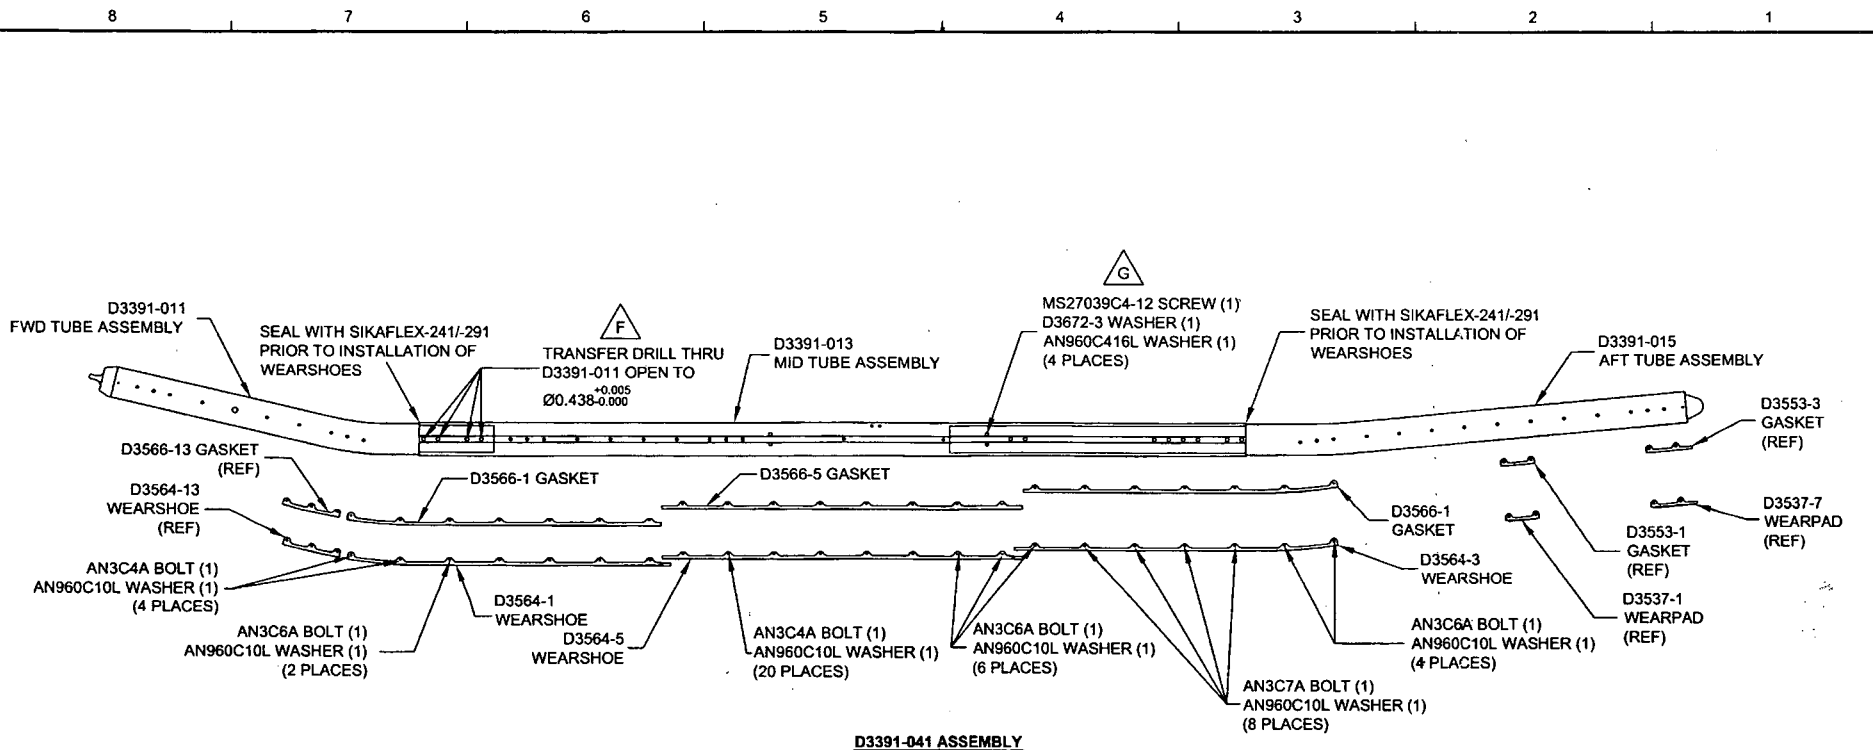 8 7 6 5 4 3 2 1
G
MS27039C4-12 SCREW (1)
D3672-3 WASHER (1)
AN960C416L WASHER (1)
(4 PLACES)
D3391-011
FWD TUBE ASSEMBLY
SEAL WITH SIKAFLEX-241/-291
PRIOR TO INSTALLATION OF
WEARSHOES
F
TRANSFER DRILL THRU
D3391-011 OPEN TO
Ø0.438 +0.005 -0.000
D3391-013
MID TUBE ASSEMBLY
SEAL WITH SIKAFLEX-241/-291
PRIOR TO INSTALLATION OF
WEARSHOES
D3391-015
AFT TUBE ASSEMBLY
D3553-3
GASKET
(REF)
D3566-13 GASKET
(REF)
D3566-1 GASKET
D3566-5 GASKET
D3564-13
WEARSHOE
(REF)
D3566-1
GASKET
D3537-7
WEARPAD
(REF)
D3553-1
GASKET
(REF)
D3564-3
WEARSHOE
AN3C4A BOLT (1)
AN960C10L WASHER (1)
(4 PLACES)
D3564-1
WEARSHOE
D3537-1
WEARPAD
(REF)
AN3C6A BOLT (1)
AN960C10L WASHER (1)
(2 PLACES)
D3564-5
WEARSHOE
AN3C4A BOLT (1)
AN960C10L WASHER (1)
(20 PLACES)
AN3C6A BOLT (1)
AN960C10L WASHER (1)
(6 PLACES)
AN3C6A BOLT (1)
AN960C10L WASHER (1)
(4 PLACES)
AN3C7A BOLT (1)
AN960C10L WASHER (1)
(8 PLACES)
D3391-041 ASSEMBLY